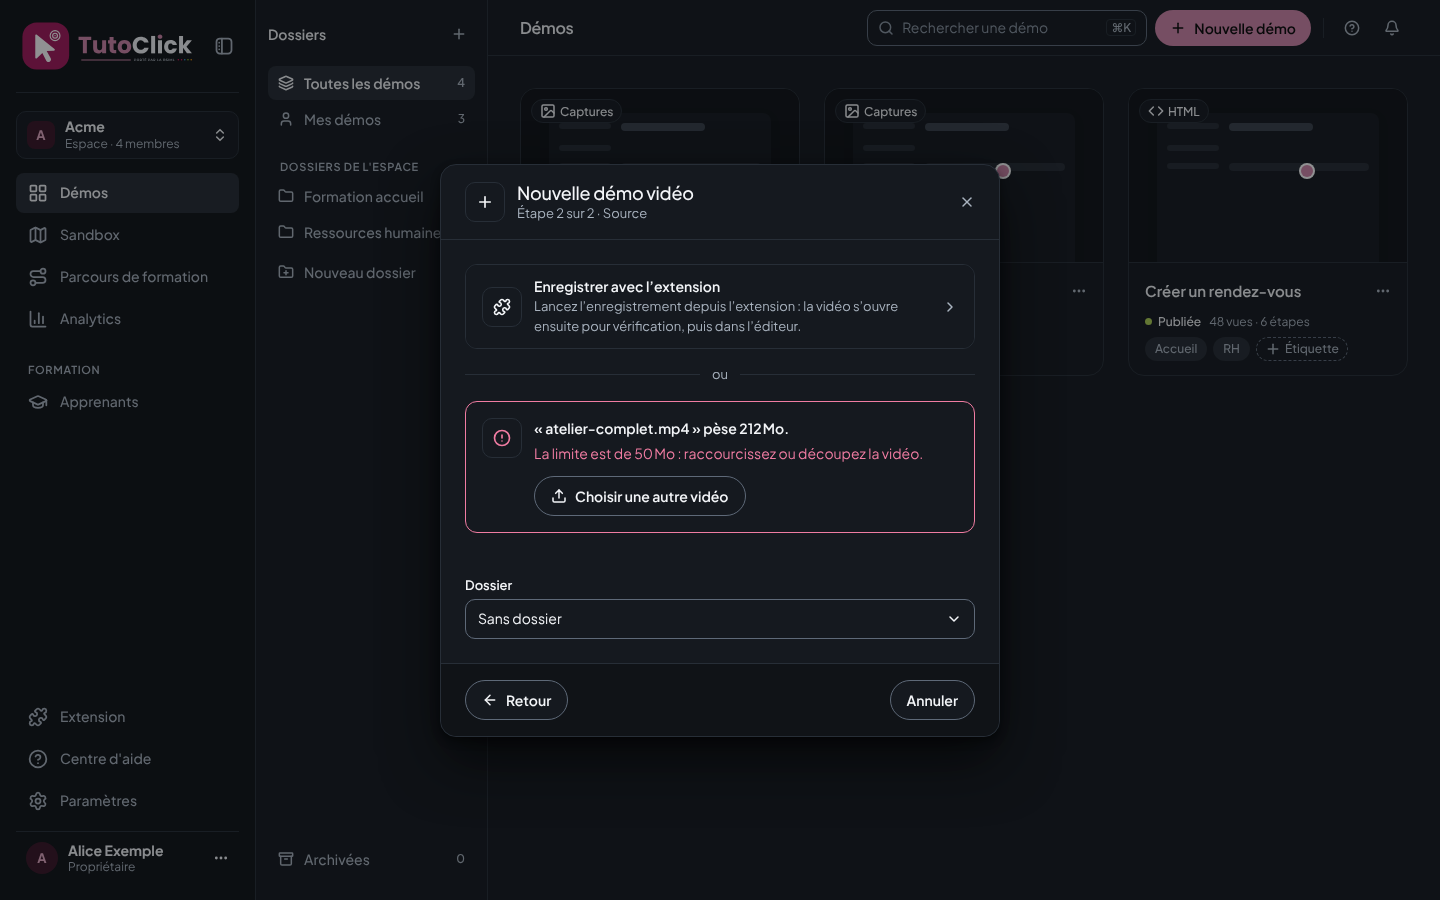 TutoClick
Acme
Espace · 4 membres
Démos
Sandbox
Parcours de formation
Analytics
FORMATION
Apprenants
Extension
Centre d'aide
Paramètres
A
Alice Exemple
Propriétaire
Dossiers
Toutes les démos 4
Mes démos 3
DOSSIERS DE L'ESPACE
Formation accueil
Ressources humaine
Nouveau dossier
Archivées 0
Démos
Rechercher une démo ⌘K
Nouvelle démo
Captures
Captures
HTML
Créer un rendez-vous
Publiée 48 vues · 6 étapes
Accueil RH Étiquette
Nouvelle démo vidéo
Étape 2 sur 2 · Source
Enregistrer avec l’extension
Lancez l’enregistrement depuis l’extension : la vidéo s’ouvre
ensuite pour vérification, puis dans l’éditeur.
ou
« atelier-complet.mp4 » pèse 212 Mo.
La limite est de 50 Mo : raccourcissez ou découpez la vidéo.
Choisir une autre vidéo
Dossier
Sans dossier
Retour
Annuler